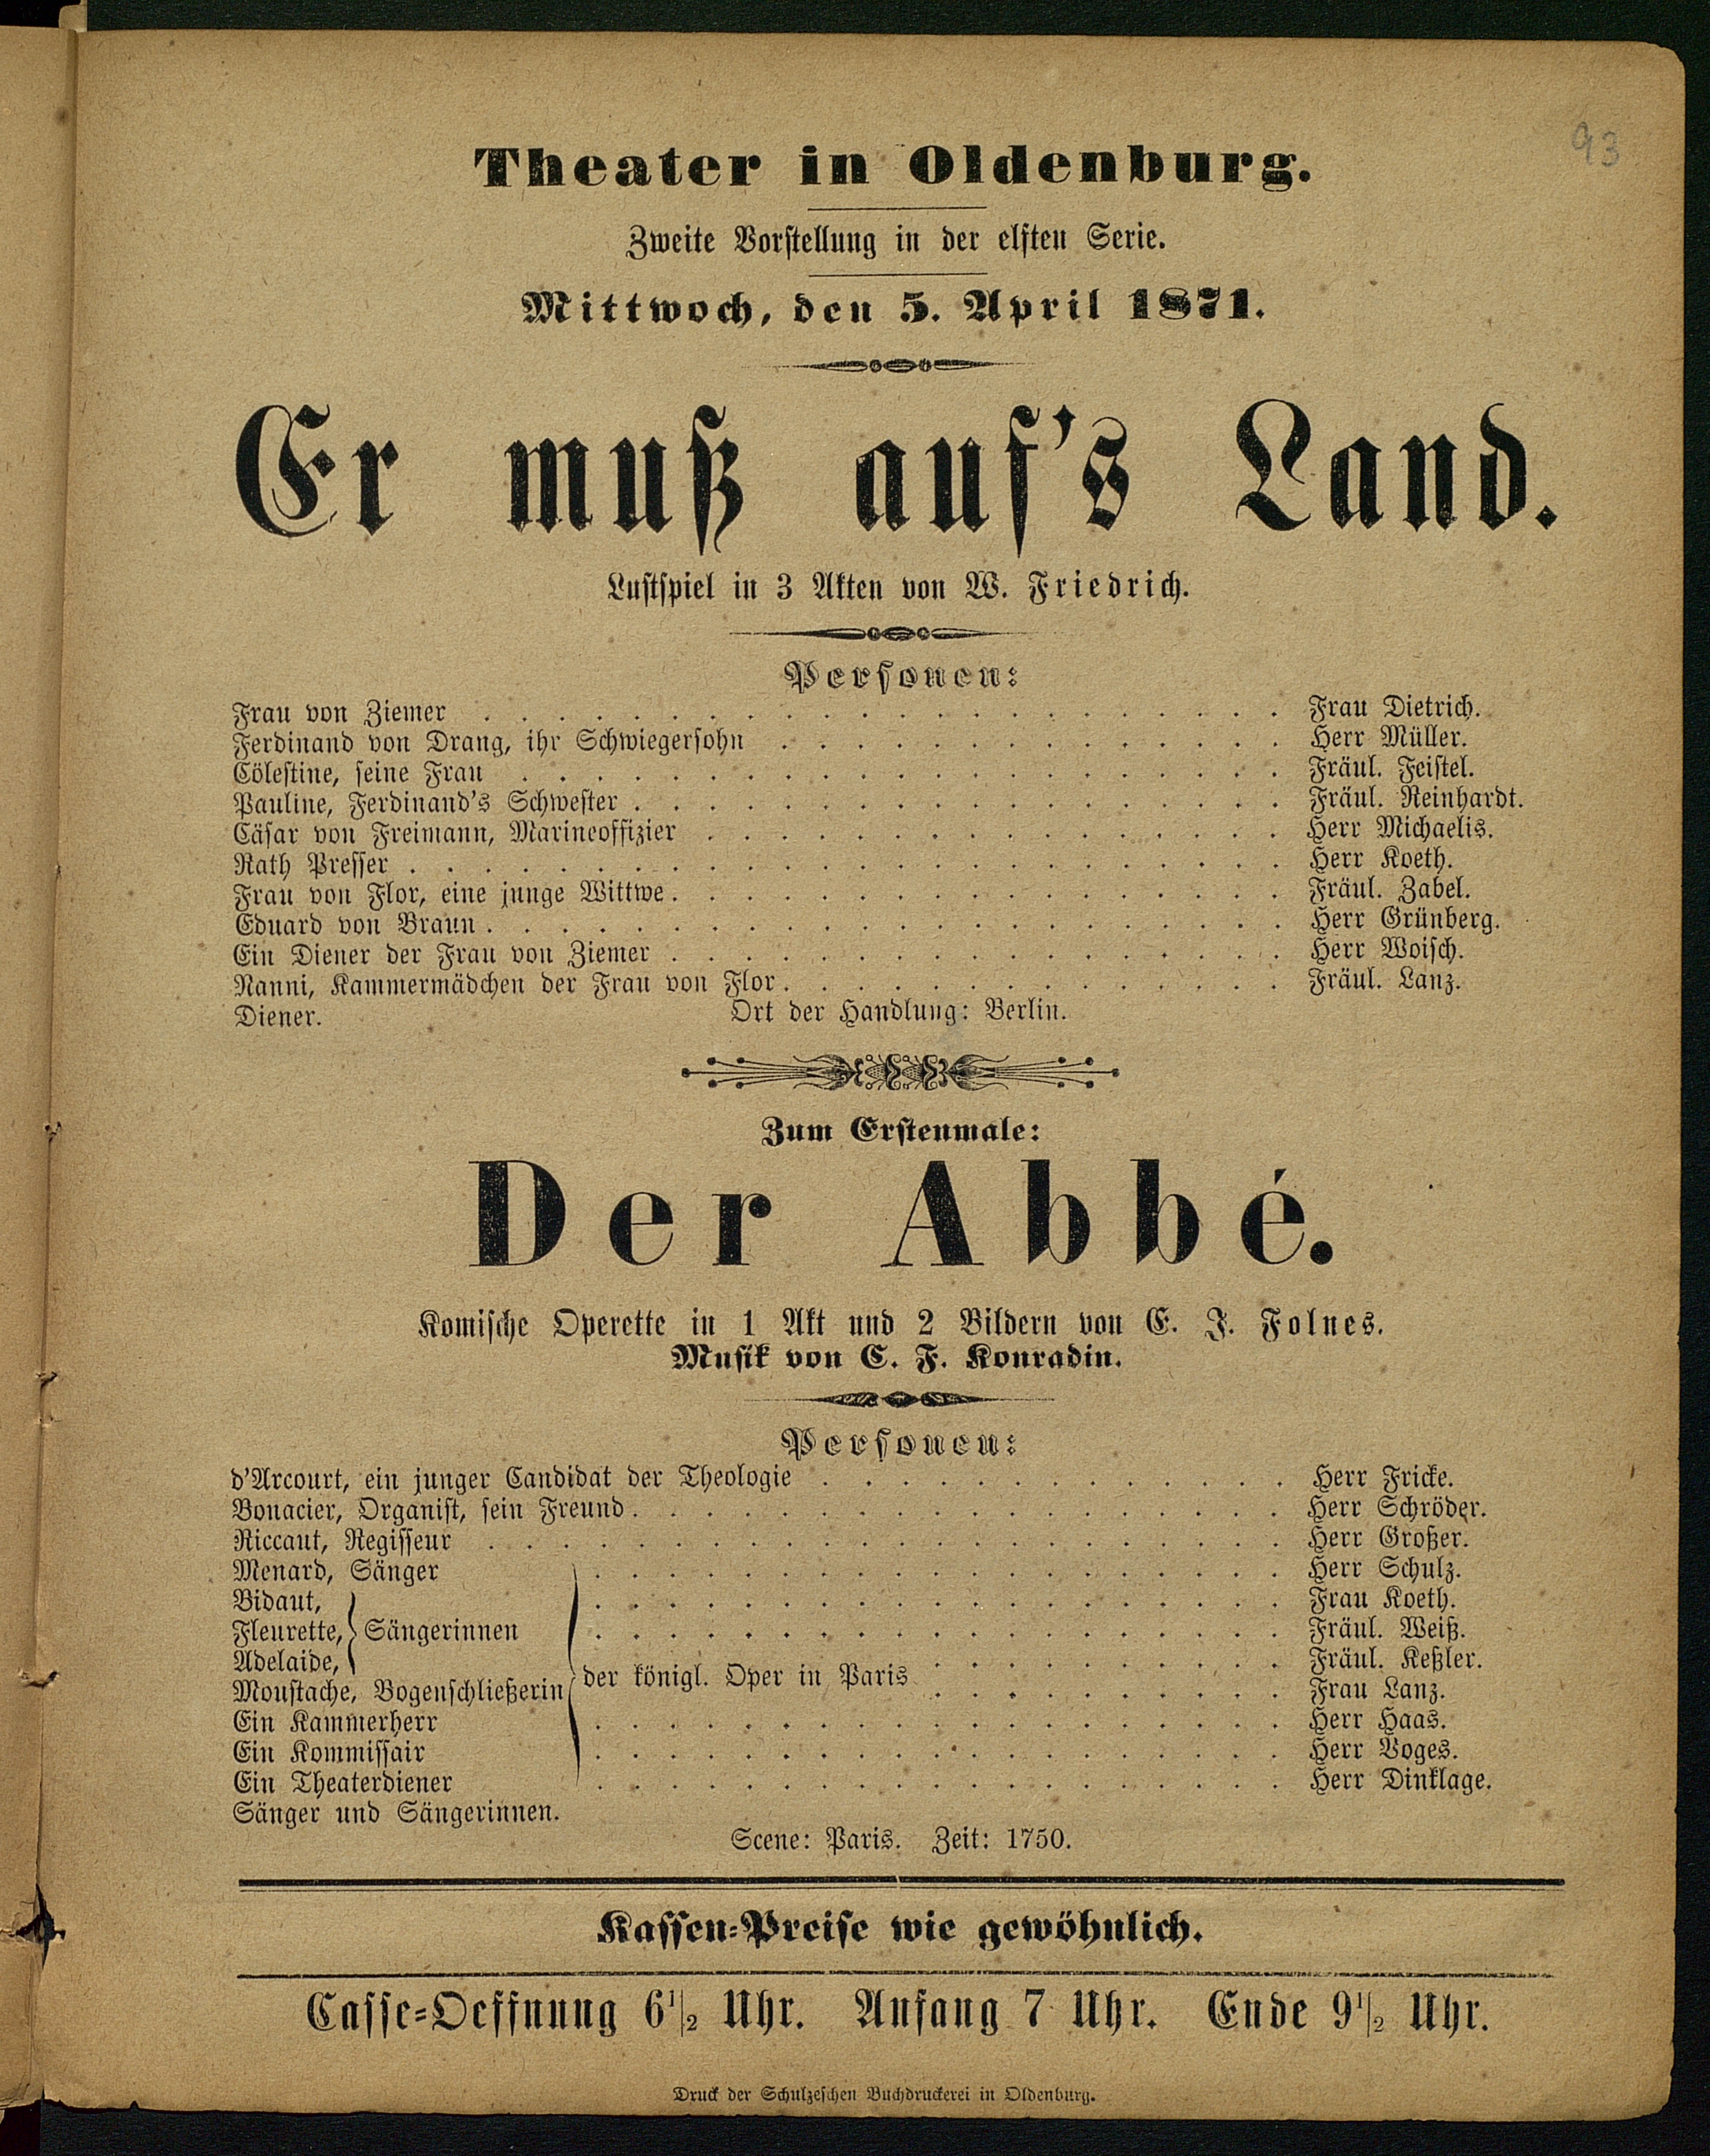 93
Theater in Oldenburg.
Zweite Vorstellung in der elften Serie.
Mittwoch, den 5. April 1871.
Er muß auf's Land.
Lustspiel in 3 Akten von W. Friedrich.
Personen:
Frau von Ziemer . . . . . Frau Dietrich.
Ferdinand von Drang, ihr Schwiegersohn . . . . . Herr Müller.
Cölestine, seine Frau . . . . . Fräul. Feistel.
Pauline, Ferdinand's Schwester . . . . . Fräul. Reinhardt.
Cäsar von Freimann, Marineoffizier . . . . . Herr Michaelis.
Rath Presser . . . . . Herr Koeth.
Frau von Flor, eine junge Wittwe . . . . . Fräul. Zabel.
Eduard von Braun . . . . . Herr Grünberg.
Ein Diener der Frau von Ziemer . . . . . Herr Woisch.
Nanni, Kammermädchen der Frau von Flor . . . . . Fräul. Lanz.
Diener. Ort der Handlung: Berlin.
Zum Erstenmale:
Der Abbé.
Komische Operette in 1 Akt und 2 Bildern von E. J. Folnes.
Musik von C. F. Konradin.
Personen:
d'Arcourt, ein junger Candidat der Theologie . . . . . Herr Fricke.
Bonacier, Organist, sein Freund . . . . . Herr Schröder.
Riccaut, Regisseur . . . . . Herr Großer.
Menard, Sänger . . . . . Herr Schulz.
Bidaut, . . . . . Frau Koeth.
Fleurette, Sängerinnen . . . . . Fräul. Weiß.
Adelaide, . . . . . Fräul. Keßler.
der königl. Oper in Paris
Moustache, Bogenschließerin . . . . . Frau Lanz.
Ein Kammerherr . . . . . Herr Haas.
Ein Kommissair . . . . . Herr Voges.
Ein Theaterdiener . . . . . Herr Dinklage.
Sänger und Sängerinnen.
Scene: Paris. Zeit: 1750.
Kassen-Preise wie gewöhnlich.
Casse-Oeffnung 6 1/2 Uhr. Anfang 7 Uhr. Ende 9 1/2 Uhr.
Druck der Schulzeschen Buchdruckerei in Oldenburg.